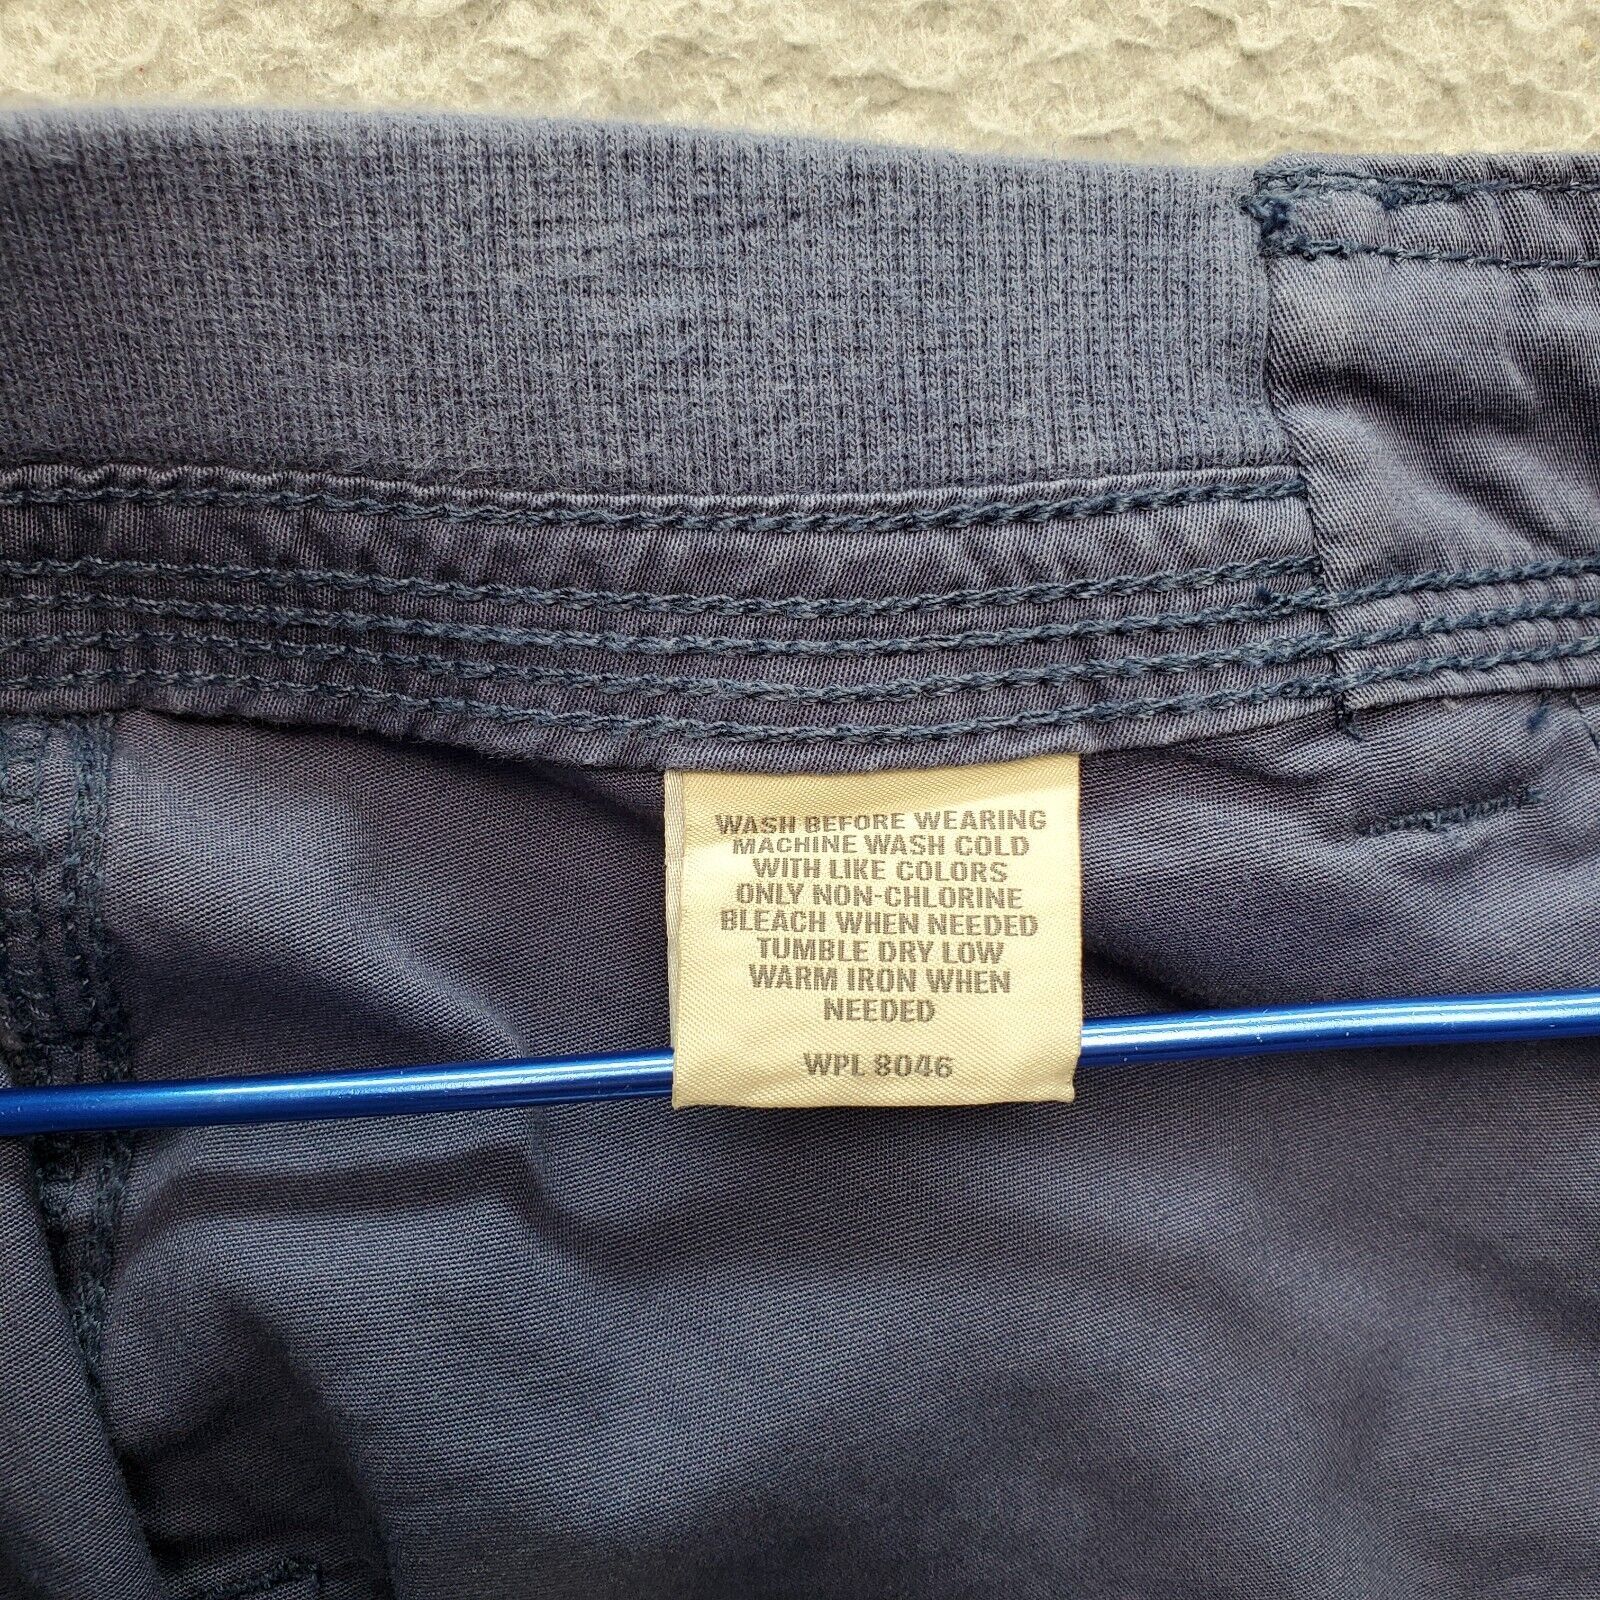 WASH BEFORE WEARING
MACHINE WASH COLD
WITH LIKE COLORS
ONLY NON-CHLORINE
BLEACH WHEN NEEDED
TUMBLE DRY LOW
WARM IRON WHEN
NEEDED
WPL 8046